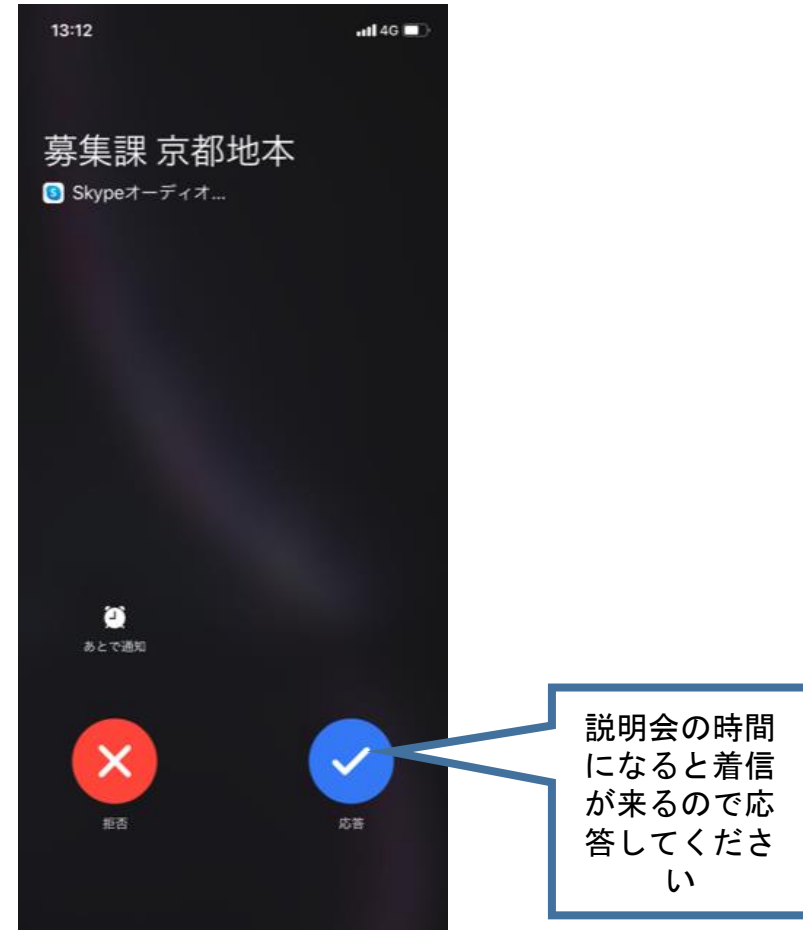 13:12
4G
募集課 京都地本
Skypeオーディオ...
あとで通知
拒否
応答
説明会の時間
になると着信
が来るので応
答してくださ
い